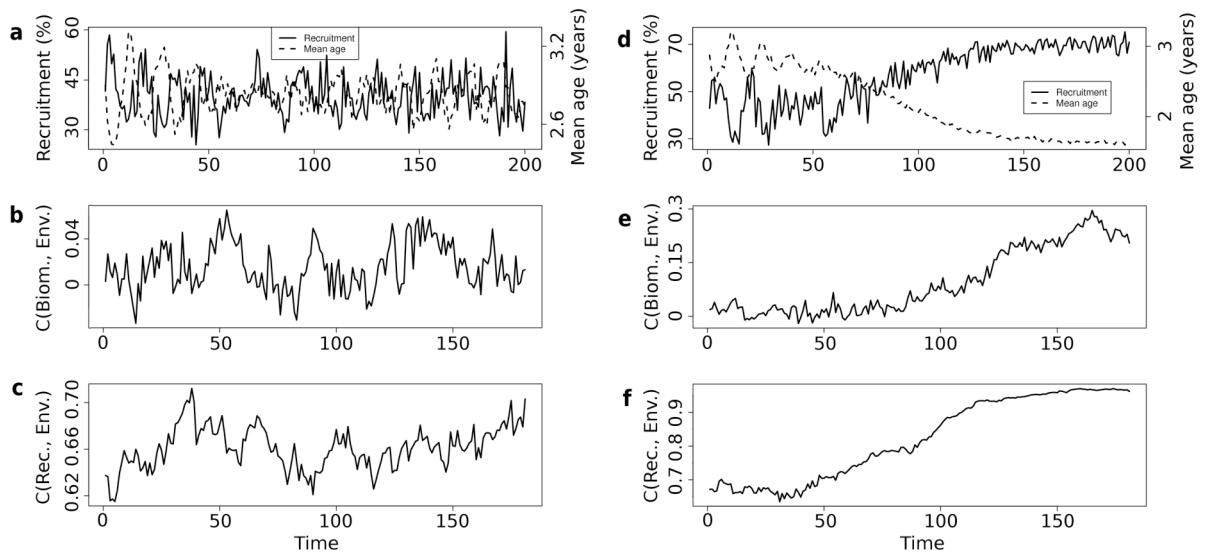 a
Recruitment (%)
60
45
30
Recruitment
Mean age
3.2
2.6
Mean age (years)
0 50 100 150 200
b
C(Biom., Env.)
0.04
0
0 50 100 150
c
C(Rec., Env.)
0.70
0.66
0.62
0 50 100 150
Time
d
Recruitment (%)
70
50
30
Recruitment
Mean age
3
2
Mean age (years)
0 50 100 150 200
e
C(Biom., Env.)
0.3
0.15
0
0 50 100 150
f
C(Rec., Env.)
0.9
0.8
0.7
0 50 100 150
Time